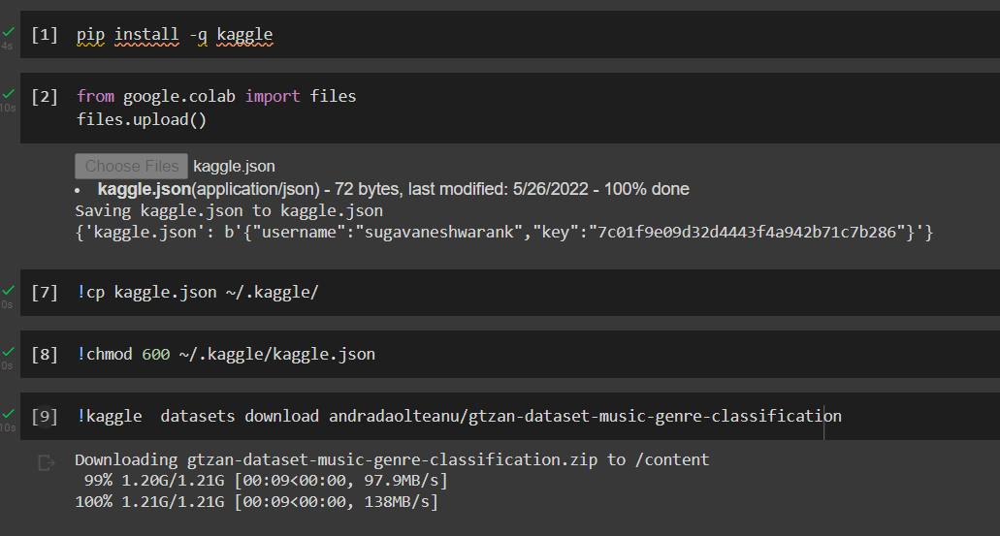 [1] pip install -q kaggle
4s
[2] from google.colab import files
10s
files.upload()
Choose Files kaggle.json
• kaggle.json(application/json) - 72 bytes, last modified: 5/26/2022 - 100% done
Saving kaggle.json to kaggle.json
{'kaggle.json': b'{"username":"sugavaneshwarank","key":"7c01f9e09d32d4443f4a942b71c7b286"}'}
[7] !cp kaggle.json ~/.kaggle/
0s
[8] !chmod 600 ~/.kaggle/kaggle.json
0s
[9] !kaggle  datasets download andradaolteanu/gtzan-dataset-music-genre-classification
10s
Downloading gtzan-dataset-music-genre-classification.zip to /content
99% 1.20G/1.21G [00:09<00:00, 97.9MB/s]
100% 1.21G/1.21G [00:09<00:00, 138MB/s]